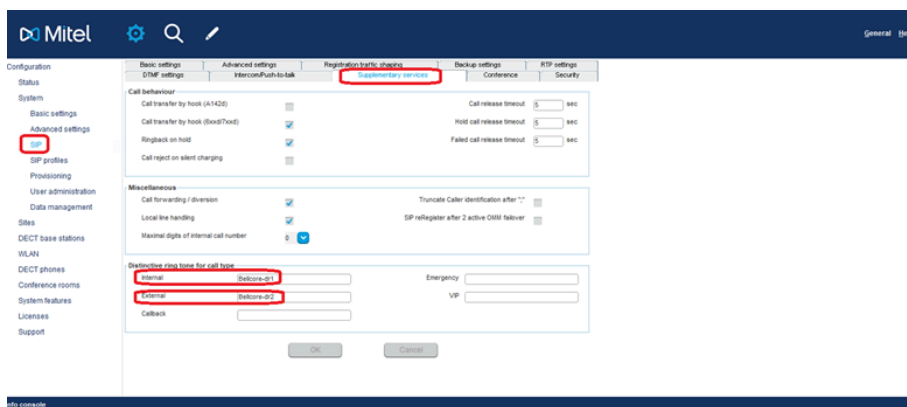 Mitel
General He
Configuration
Status
System
Basic settings
Advanced settings
SIP
SIP profiles
Provisioning
User administration
Data management
Sites
DECT base stations
WLAN
DECT phones
Conference rooms
System features
Licenses
Support
Basic settings Advanced settings Registration traffic shaping Backup settings RTP settings
DTMF settings Intercom/Push-to-talk Supplementary services Conference Security
Call behaviour
Call transfer by hook (A142d) Call release timeout 5 sec
Call transfer by hook (6xxd/7xxd) Hold call release timeout 5 sec
Ringback on hold Failed call release timeout 5 sec
Call reject on silent charging
Miscellaneous
Call forwarding / diversion Truncate Caller identification after ";"
Local line handling SIP reRegister after 2 active OMM failover
Maximal digits of internal call number 0
Distinctive ring tone for call type
Internal Bellcore-dr1 Emergency
External Bellcore-dr2 VIP
Callback
OK Cancel
Info console